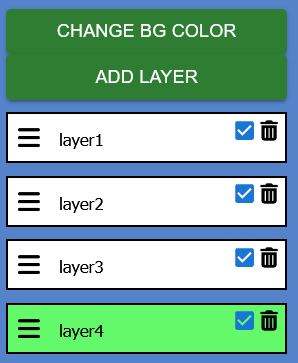 CHANGE BG COLOR
ADD LAYER
layer1
layer2
layer3
layer4